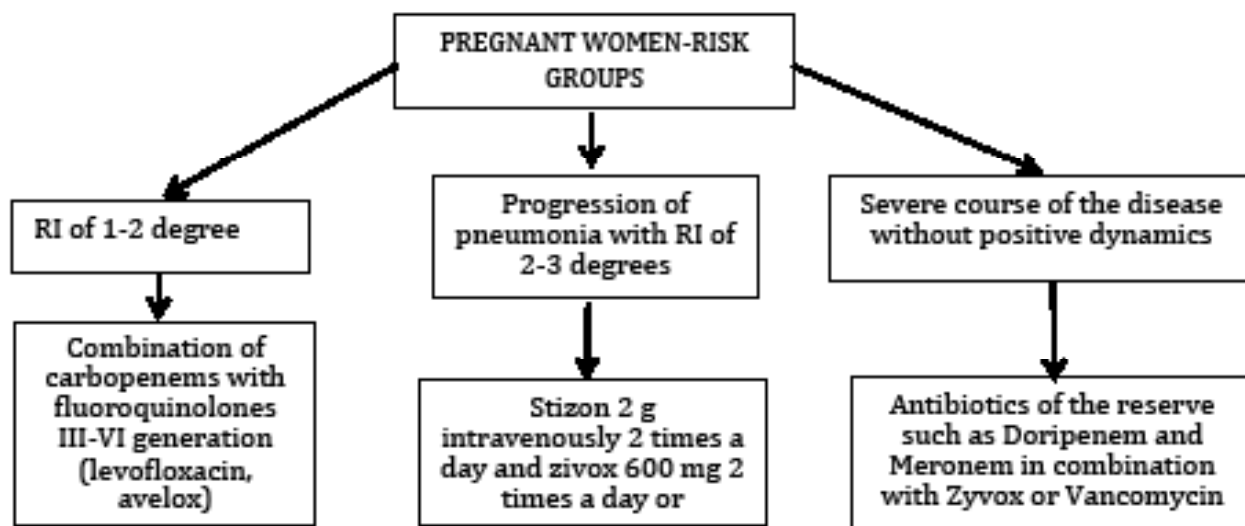 PREGNANT WOMEN-RISK
GROUPS
RI of 1-2 degree
Progression of
pneumonia with RI of
2-3 degrees
Severe course of the disease
without positive dynamics
Combination of
carbopenems with
fluoroquinolones
III-VI generation
(levofloxacin,
avelox)
Stizon 2 g
intravenously 2 times a
day and zivox 600 mg 2
times a day or
Antibiotics of the reserve
such as Doripenem and
Meronem in combination
with Zyvox or Vancomycin